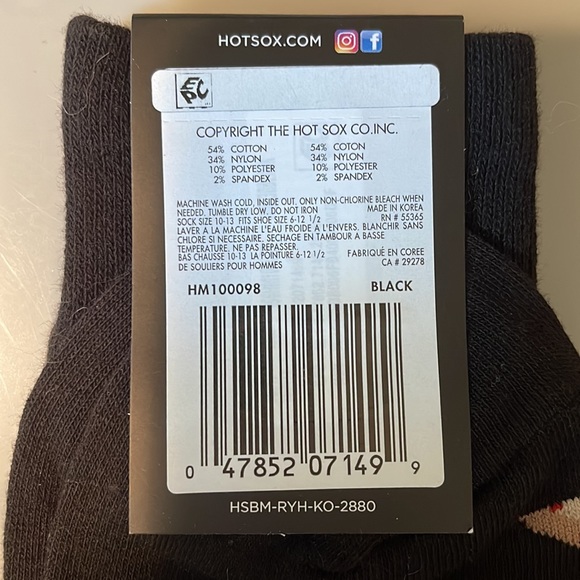 HOTSOX.COM
EC
PC
COPYRIGHT THE HOT SOX CO.INC.
54% COTTON 54% COTON
34% NYLON 34% NYLON
10% POLYESTER 10% POLYESTER
2% SPANDEX 2% SPANDEX
MACHINE WASH COLD, INSIDE OUT. ONLY NON-CHLORINE BLEACH WHEN
NEEDED. TUMBLE DRY LOW. DO NOT IRON MADE IN KOREA
SOCK SIZE 10-13 FITS SHOE SIZE 6-12 1/2 RN # 55365
LAVER A LA MACHINE L'EAU FROIDE A L'ENVERS. BLANCHIR SANS
CHLORE SI NECESSAIRE. SECHAGE EN TAMBOUR A BASSE
TEMPERATURE, NE PAS REPASSER.
BAS CHAUSSE 10-13 LA POINTURE 6-12 1/2 FABRIQUÉ EN COREE
DE SOULIERS POUR HOMMES CA # 29278
HM100098 BLACK
0 47852 07149 9
HSBM-RYH-KO-2880